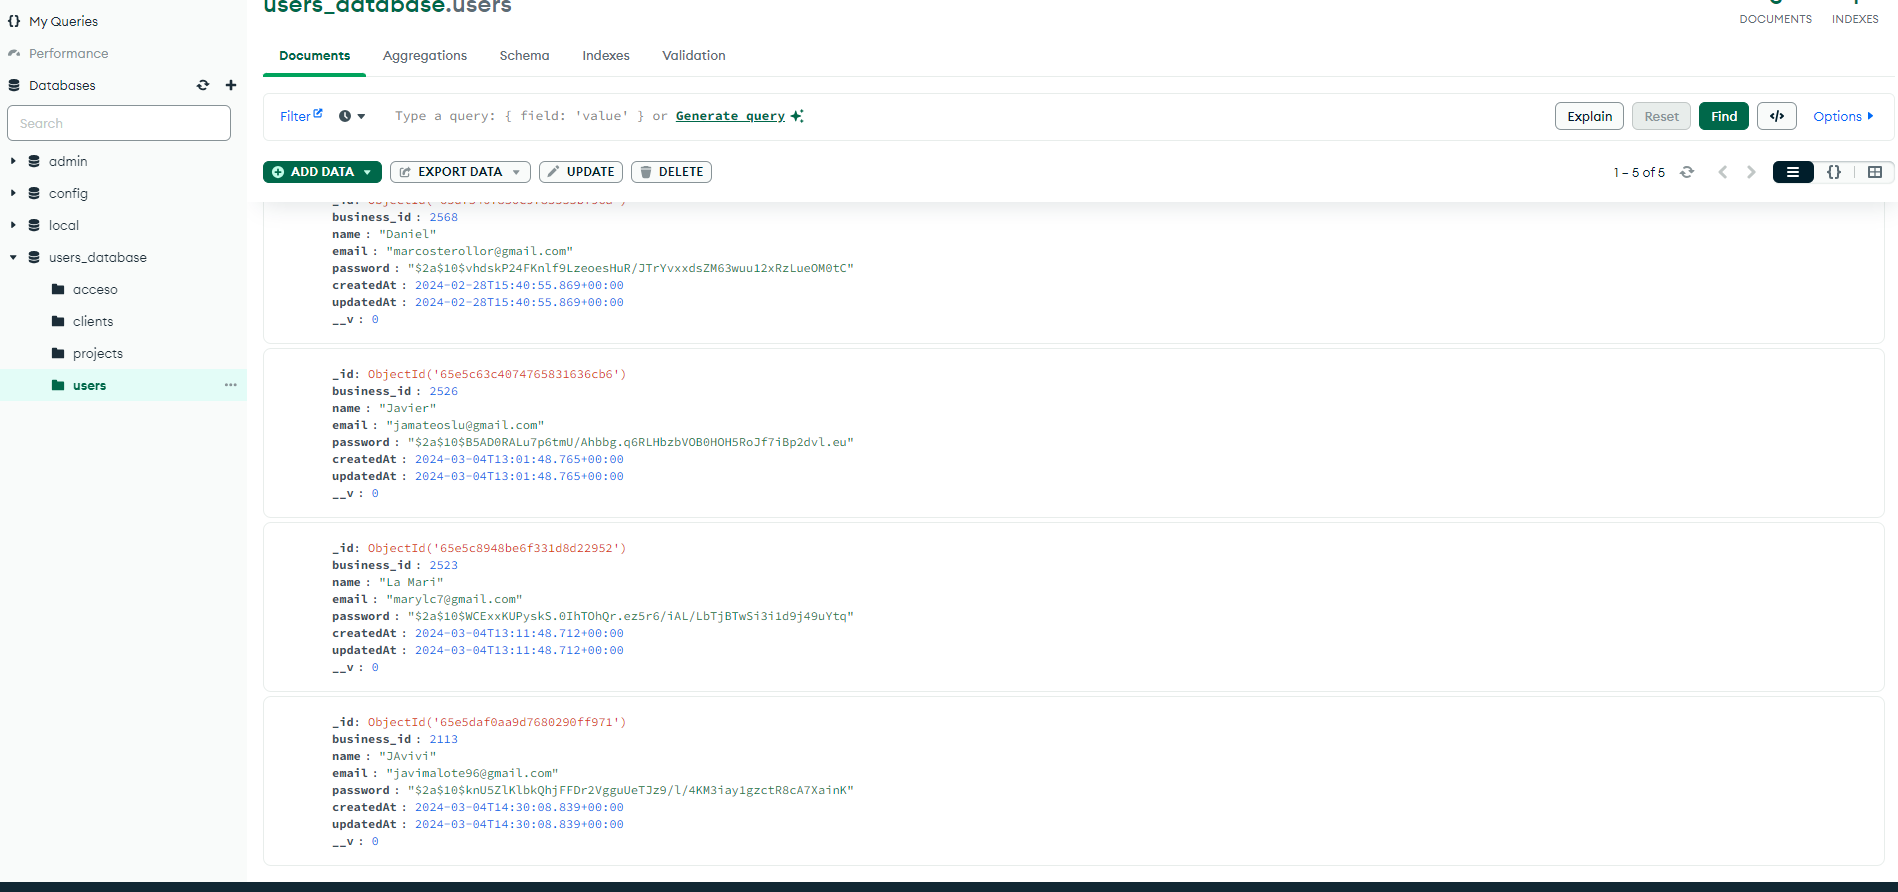 users_database.users
DOCUMENTS INDEXES
My Queries
Performance
Databases
Search
admin
config
local
users_database
acceso
clients
projects
users
Documents Aggregations Schema Indexes Validation
Filter Type a query: { field: 'value' } or Generate query Explain Reset Find </> Options
ADD DATA EXPORT DATA UPDATE DELETE 1 – 5 of 5 {}
business_id : 2568
name : "Daniel"
email : "marcosterollor@gmail.com"
password : "$2a$10$vhdskP24FKnlf9LzeoesHuR/JTrYvxxdsZM63wuu12xRzLueOM0tC"
createdAt : 2024-02-28T15:40:55.869+00:00
updatedAt : 2024-02-28T15:40:55.869+00:00
__v : 0
_id: ObjectId('65e5c63c4074765831636cb6')
business_id : 2526
name : "Javier"
email : "jamateoslu@gmail.com"
password : "$2a$10$B5AD0RALu7p6tmU/Ahbbg.q6RLHbzbVOB0HOH5RoJf7iBp2dvl.eu"
createdAt : 2024-03-04T13:01:48.765+00:00
updatedAt : 2024-03-04T13:01:48.765+00:00
__v : 0
_id: ObjectId('65e5c8948be6f331d8d22952')
business_id : 2523
name : "La Mari"
email : "marylc7@gmail.com"
password : "$2a$10$WCExxKUPyskS.0IhTOhQr.ez5r6/iAL/LbTjBTwSi3i1d9j49uYtq"
createdAt : 2024-03-04T13:11:48.712+00:00
updatedAt : 2024-03-04T13:11:48.712+00:00
__v : 0
_id: ObjectId('65e5daf0aa9d7680290ff971')
business_id : 2113
name : "JAvivi"
email : "javimalote96@gmail.com"
password : "$2a$10$knU5ZlKlbkQhjFFDr2VgguUeTJz9/l/4KM3iay1gzctR8cA7XainK"
createdAt : 2024-03-04T14:30:08.839+00:00
updatedAt : 2024-03-04T14:30:08.839+00:00
__v : 0